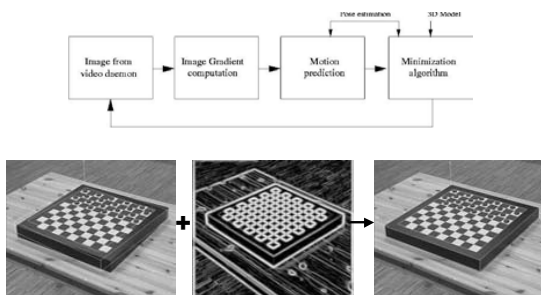 Pose estimation
3D Model
Image from
video daemon
Image Gradient
computation
Motion
prediction
Minimization
algorithm